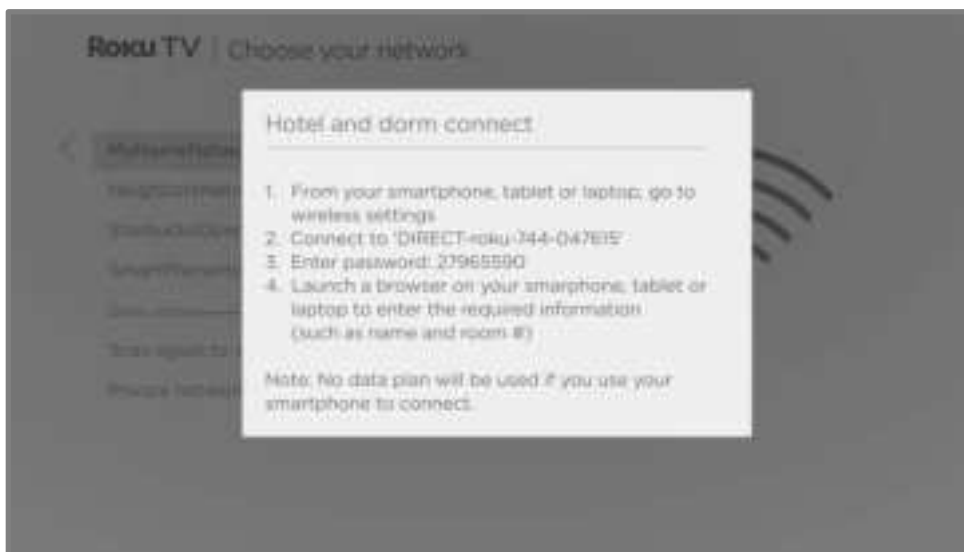 Roku TV | Choose your network
Hotel and dorm connect
1. From your smartphone, tablet or laptop, go to
wireless settings
2. Connect to 'DIRECT-roku-744-047615'
3. Enter password: 27965590
4. Launch a browser on your smarphone, tablet or
laptop to enter the required information
(such as name and room #)
Note: No data plan will be used if you use your
smartphone to connect.
MyHomeNetwo